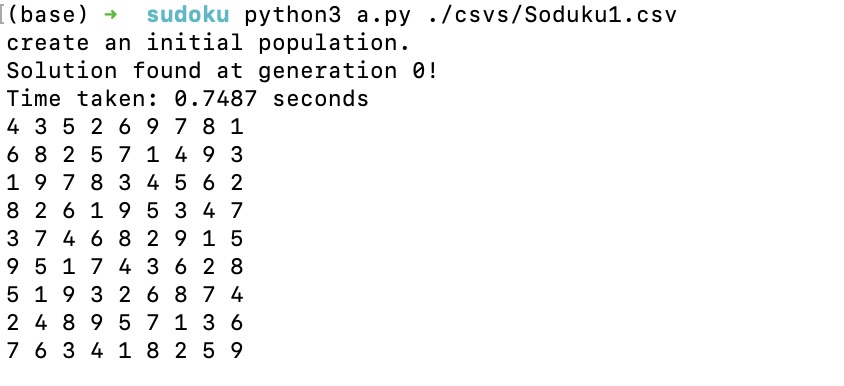 [(base) ➜  sudoku python3 a.py ./csvs/Soduku1.csv
create an initial population.
Solution found at generation 0!
Time taken: 0.7487 seconds
4 3 5 2 6 9 7 8 1
6 8 2 5 7 1 4 9 3
1 9 7 8 3 4 5 6 2
8 2 6 1 9 5 3 4 7
3 7 4 6 8 2 9 1 5
9 5 1 7 4 3 6 2 8
5 1 9 3 2 6 8 7 4
2 4 8 9 5 7 1 3 6
7 6 3 4 1 8 2 5 9